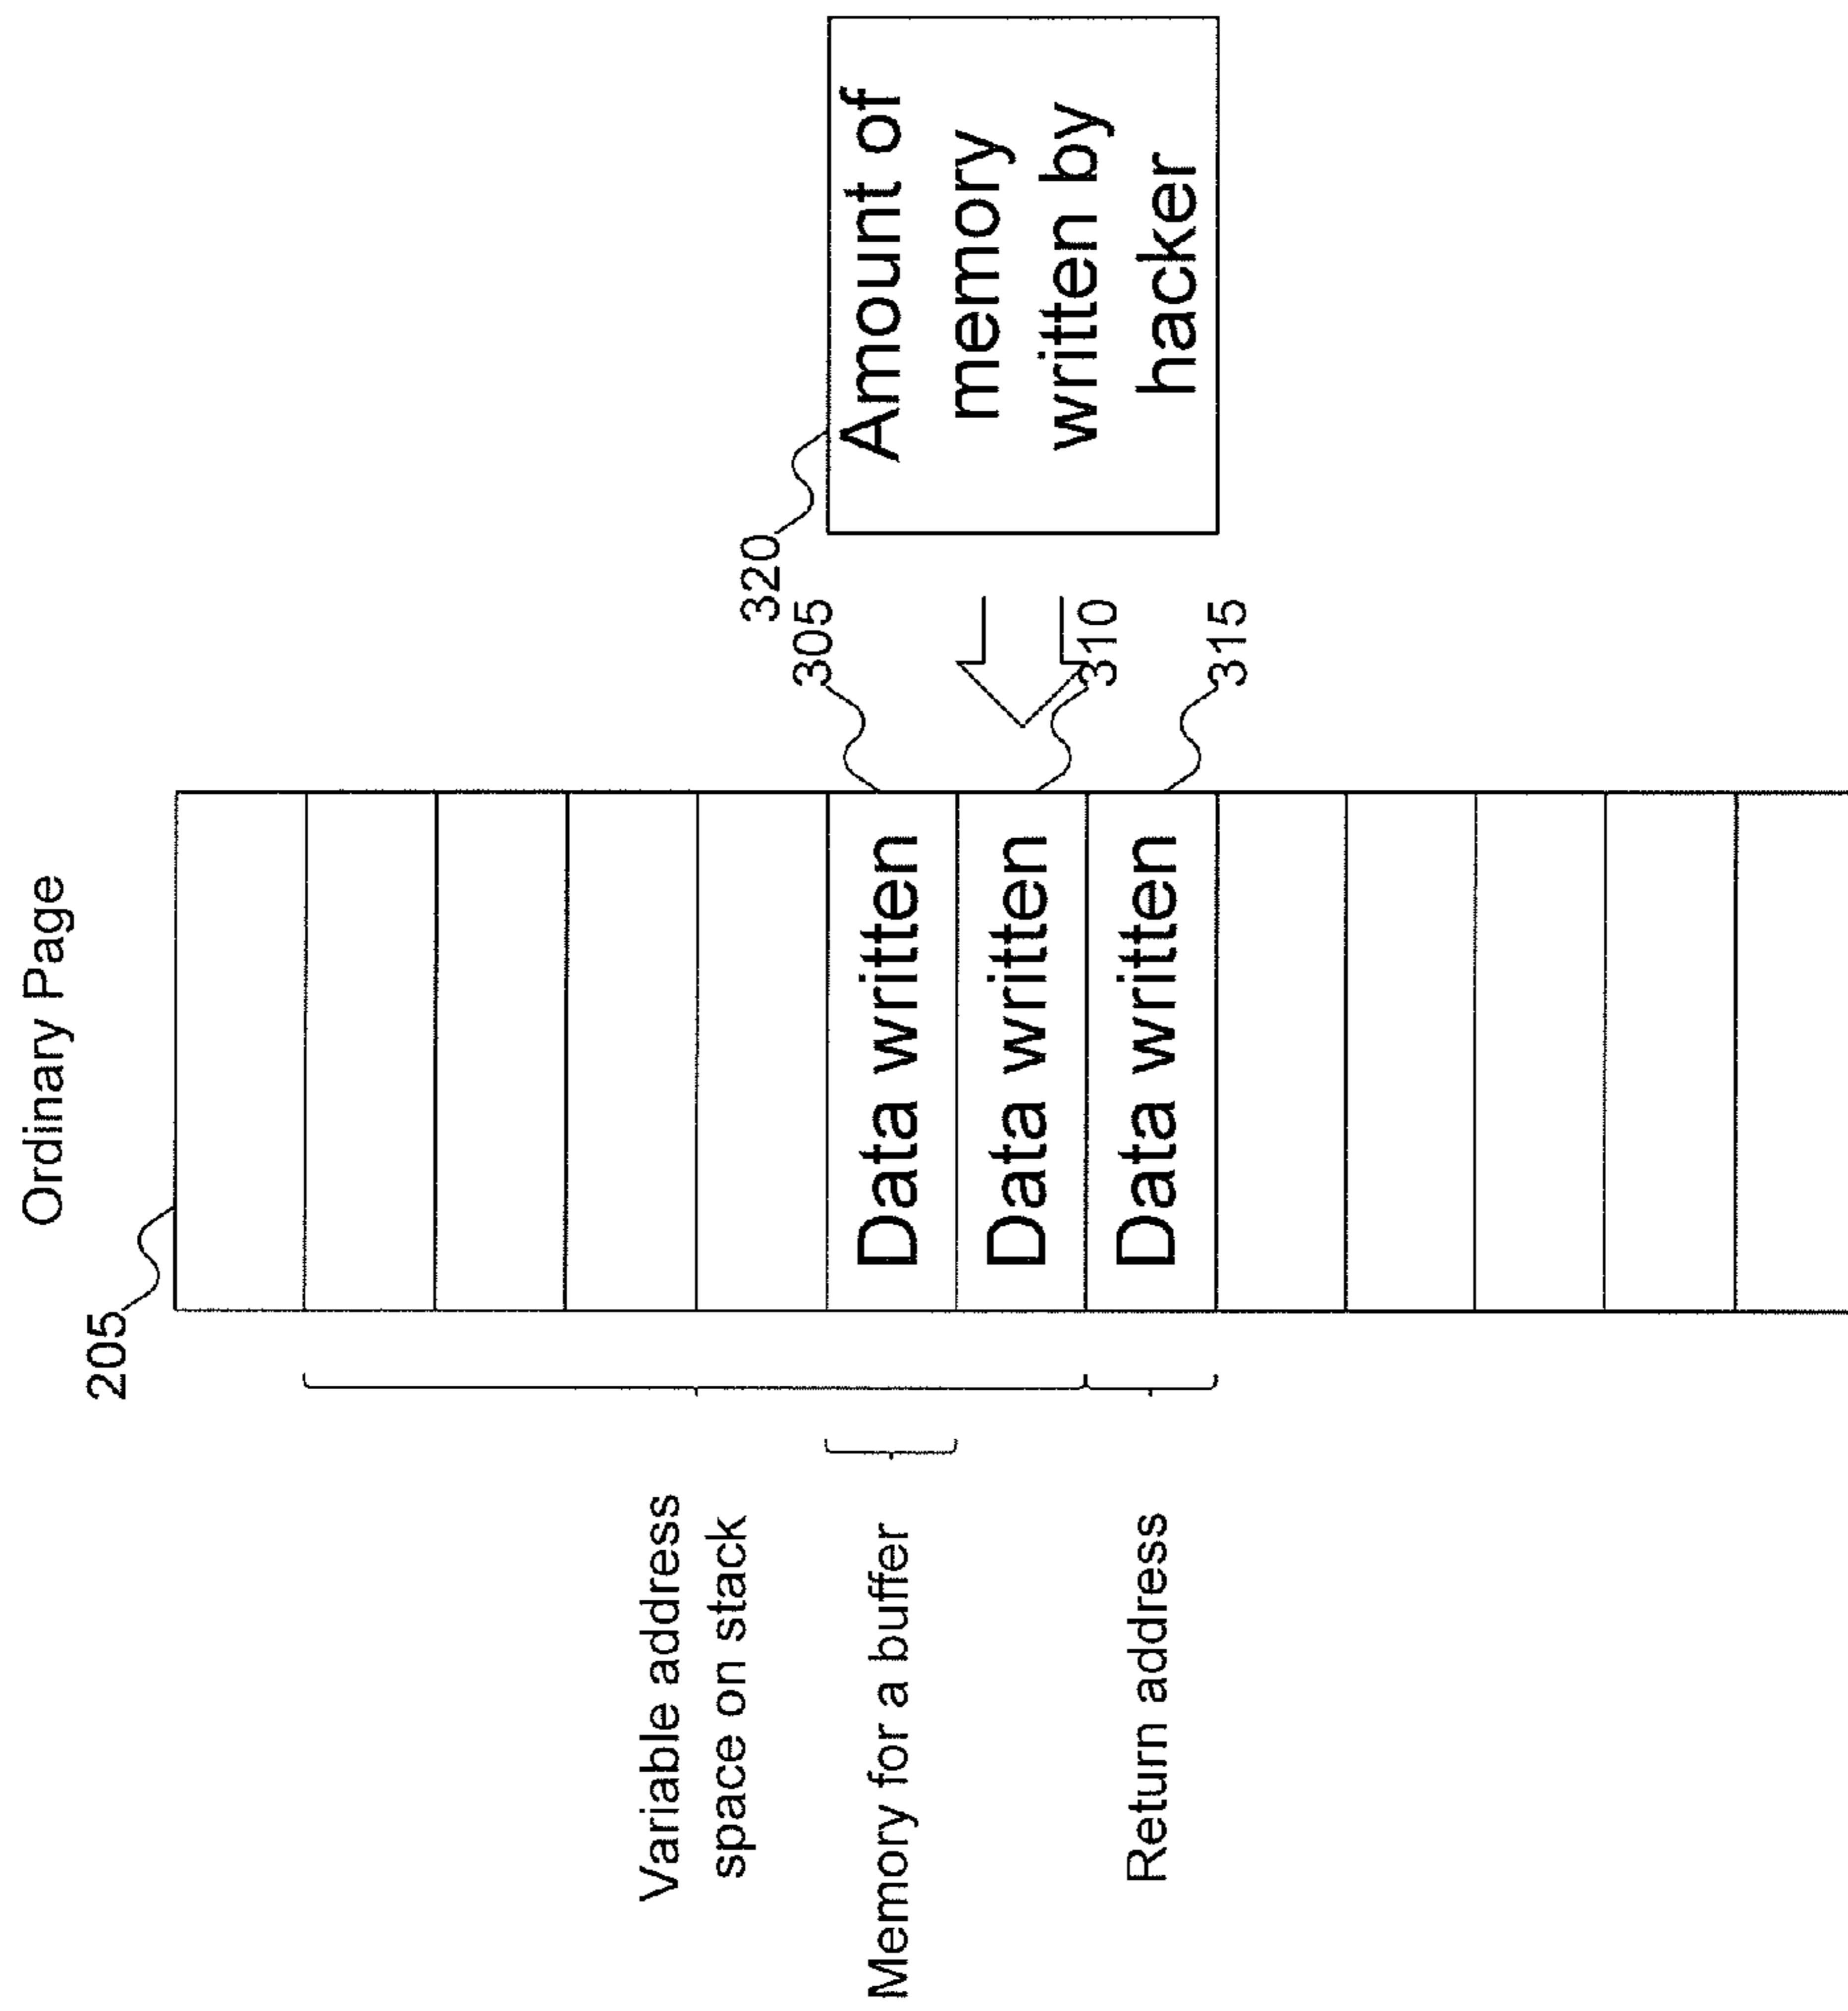 Ordinary Page
205
Variable address
space on stack
Memory for a buffer
Return address
Data written
Data written
Data written
305
310
315
320
Amount of
memory
written by
hacker